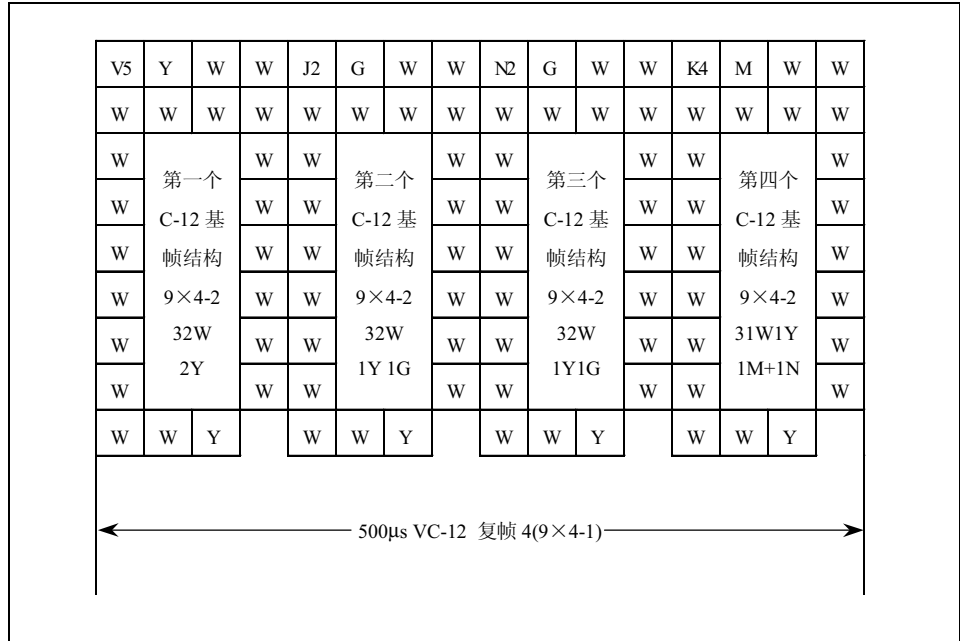 V5 Y W W J2 G W W N2 G W W K4 M W W
W W W W W W W W W W W W W W W W
W 第一个 W W 第二个 W W 第三个 W W 第四个 W
W C-12 基 W W C-12 基 W W C-12 基 W W C-12 基 W
W 帧结构 W W 帧结构 W W 帧结构 W W 帧结构 W
W 9×4-2 W W 9×4-2 W W 9×4-2 W W 9×4-2 W
W 32W W W 32W W W 32W W W 31W1Y W
W 2Y W W 1Y 1G W W 1Y1G W W 1M+1N W
W W Y W W Y W W Y W W Y
500μs VC-12 复帧 4(9×4-1)